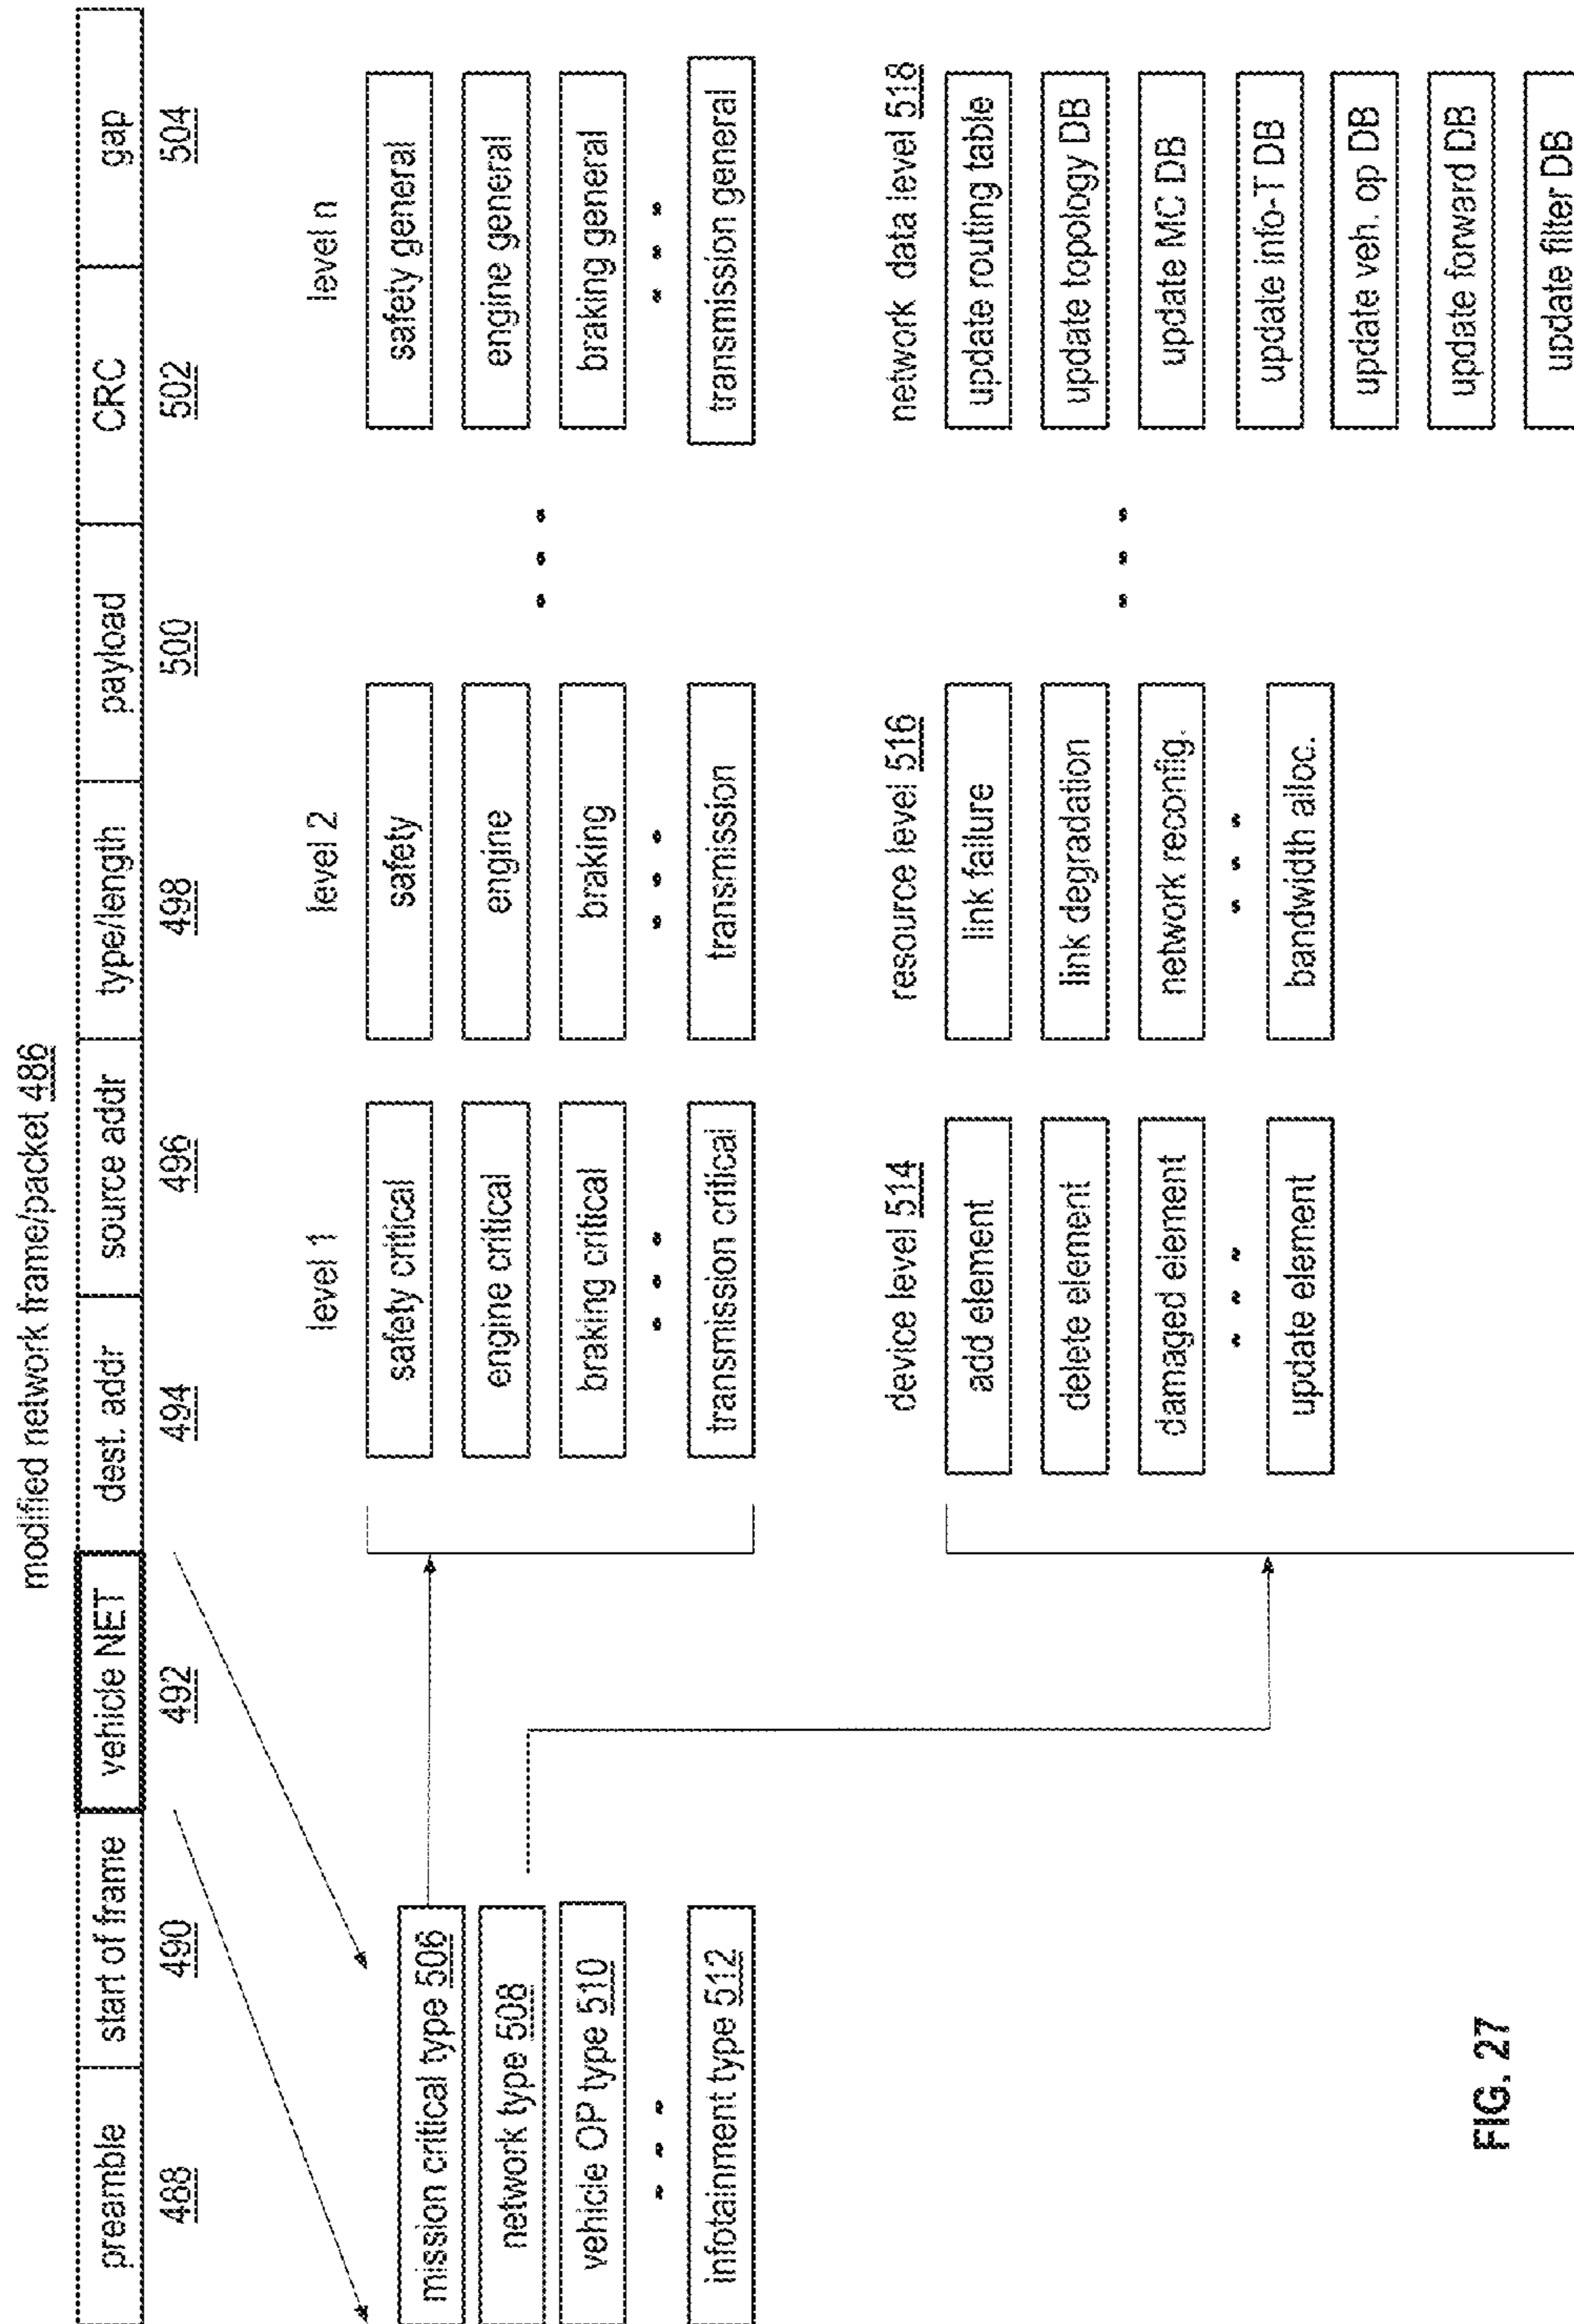 modified network frame/packet 486
preamble start of frame vehicle NET dest. addr source addr type/length payload CRC gap
488 490 492 494 496 498 500 502 504
level 1 level 2 level n
mission critical type 506
network type 508
vehicle OP type 510
infotainment type 512
safety critical
engine critical
braking critical
transmission critical
safety
engine
braking
transmission
safety general
engine general
braking general
transmission general
device level 514
add element
delete element
damaged element
update element
resource level 516
link failure
link degradation
network reconfig.
bandwidth alloc.
network data level 518
update routing table
update topology DB
update MC DB
update info-T DB
update veh. op DB
update forward DB
update filter DB
FIG. 27